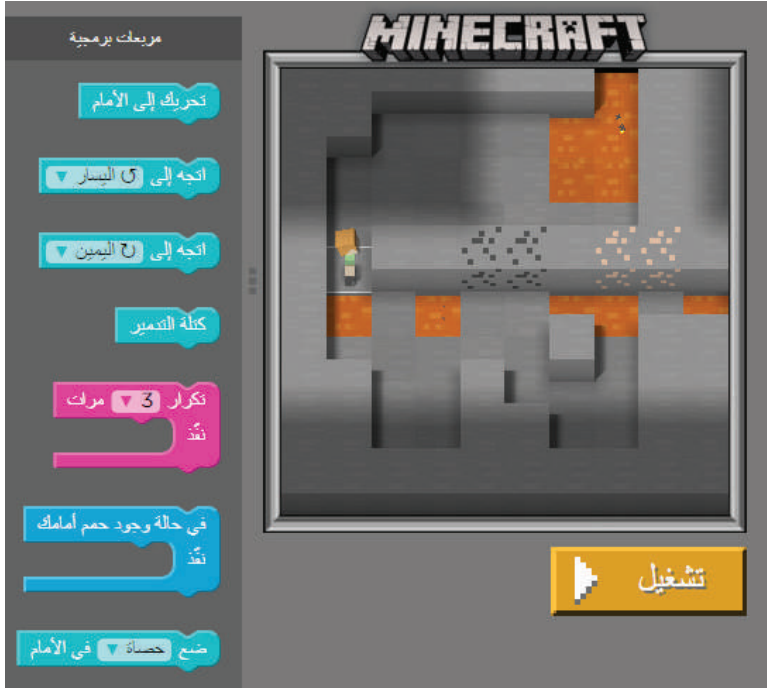 MINECRAFT
مربعات برمجية
تحريك إلى الأمام
اتجه إلى ↺ اليسار ▼
اتجه إلى ↻ اليمين ▼
كتلة التدمير
تكرار 3 ▼ مرات
نفّذ
في حالة وجود حمم أمامك
نفّذ
ضع حصاة ▼ في الأمام
تشغيل